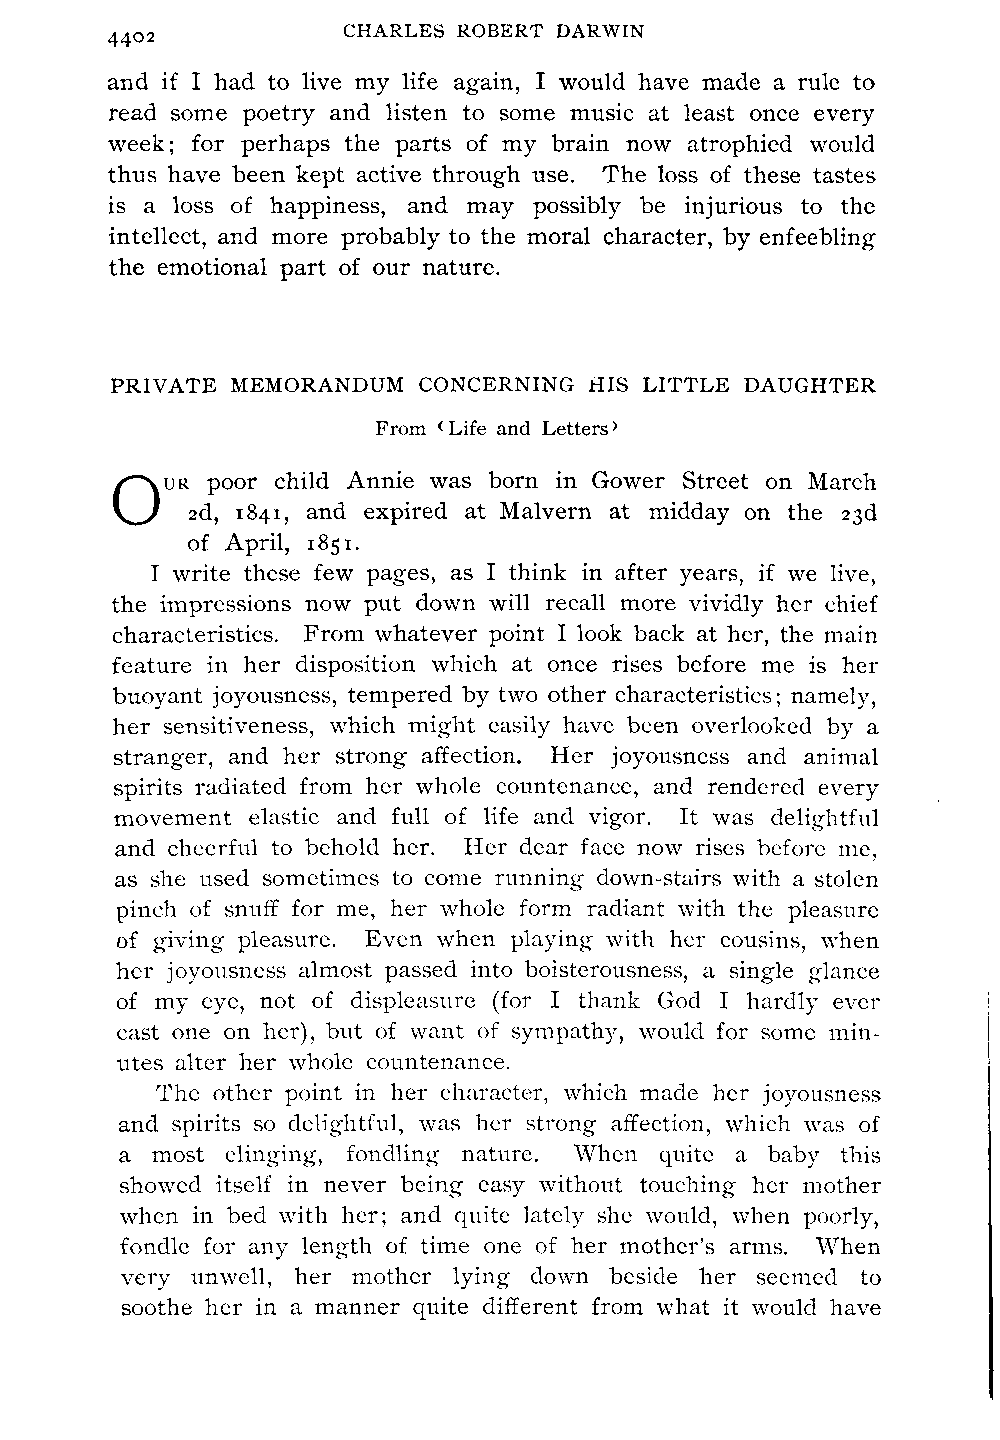 4402 CHARLES ROBERT DARWIN
and if I had to live my life again, I would have made a rule to
read some poetry and listen to some music at least once every
week; for perhaps the parts of my brain now atrophied would
thus have been kept active through use. The loss of these tastes
is a loss of happiness, and may possibly be injurious to the
intellect, and more probably to the moral character, by enfeebling
the emotional part of our nature.
PRIVATE MEMORANDUM CONCERNING HIS LITTLE DAUGHTER
From ‹Life and Letters›
OUR poor child Annie was born in Gower Street on March
2d, 1841, and expired at Malvern at midday on the 23d
of April, 1851.
I write these few pages, as I think in after years, if we live,
the impressions now put down will recall more vividly her chief
characteristics. From whatever point I look back at her, the main
feature in her disposition which at once rises before me is her
buoyant joyousness, tempered by two other characteristics; namely,
her sensitiveness, which might easily have been overlooked by a
stranger, and her strong affection. Her joyousness and animal
spirits radiated from her whole countenance, and rendered every
movement elastic and full of life and vigor. It was delightful
and cheerful to behold her. Her dear face now rises before me,
as she used sometimes to come running down-stairs with a stolen
pinch of snuff for me, her whole form radiant with the pleasure
of giving pleasure. Even when playing with her cousins, when
her joyousness almost passed into boisterousness, a single glance
of my eye, not of displeasure (for I thank God I hardly ever
cast one on her), but of want of sympathy, would for some min-
utes alter her whole countenance.
The other point in her character, which made her joyousness
and spirits so delightful, was her strong affection, which was of
a most clinging, fondling nature. When quite a baby this
showed itself in never being easy without touching her mother
when in bed with her; and quite lately she would, when poorly,
fondle for any length of time one of her mother's arms. When
very unwell, her mother lying down beside her seemed to
soothe her in a manner quite different from what it would have